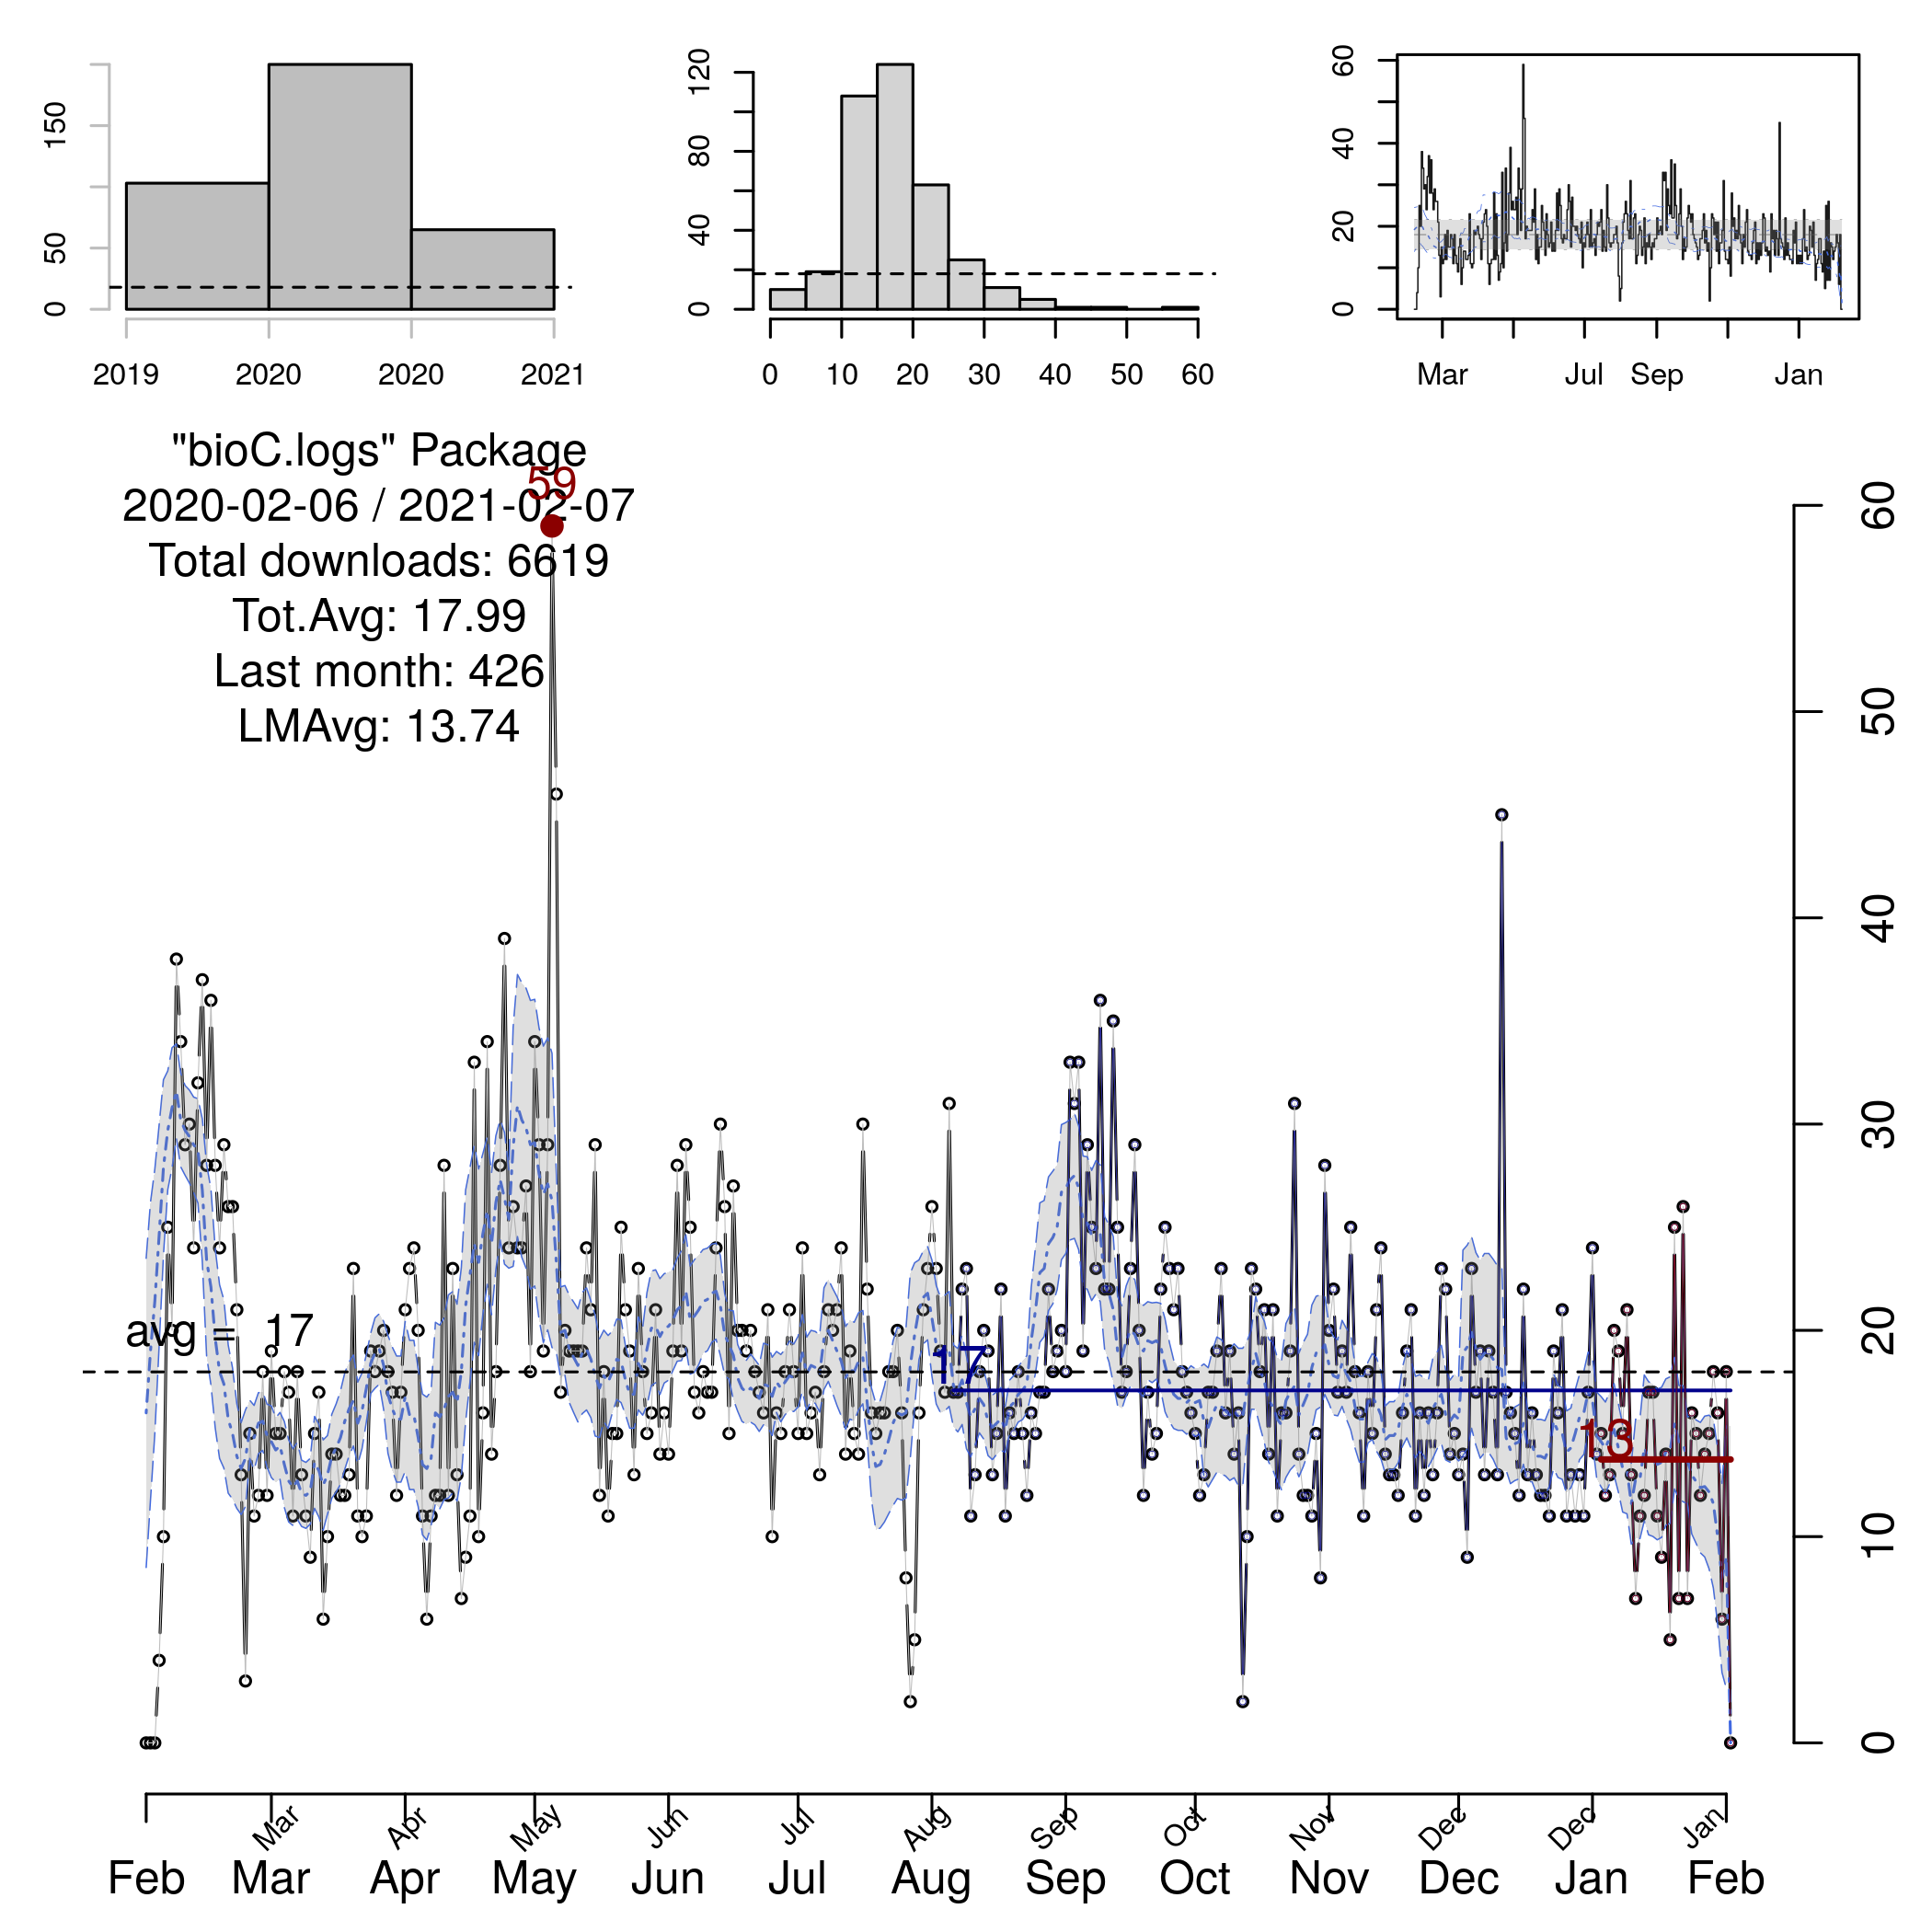 150
50
0
2019 2020 2020 2021
120
80
40
0
0 10 20 30 40 50 60
60
40
20
0
Mar Jul Sep Jan
"bioC.logs" Package
59
2020-02-06 / 2021-02-07
Total downloads: 6619
Tot.Avg: 17.99
Last month: 426
LMAvg: 13.74
60
50
40
30
20
10
0
avg = 17
17
13
Mar Apr May Jun Jul Aug Sep Oct Nov Dec Dec Jan
Feb Mar Apr May Jun Jul Aug Sep Oct Nov Dec Jan Feb